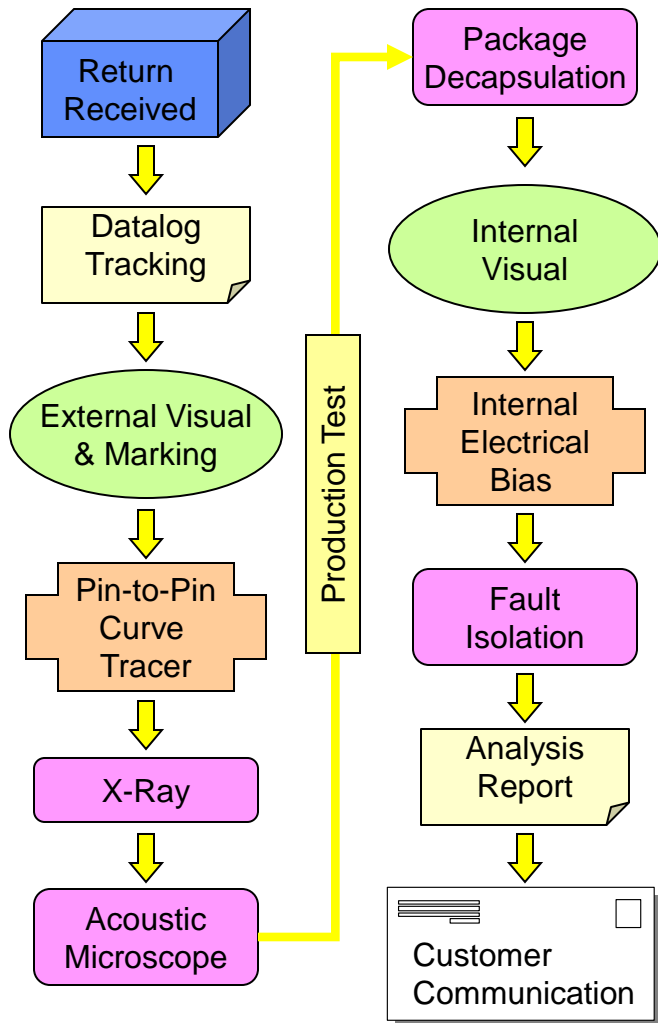 Return
Received
Datalog
Tracking
External Visual
& Marking
Pin-to-Pin
Curve
Tracer
X-Ray
Acoustic
Microscope
Production Test
Package
Decapsulation
Internal
Visual
Internal
Electrical
Bias
Fault
Isolation
Analysis
Report
Customer
Communication